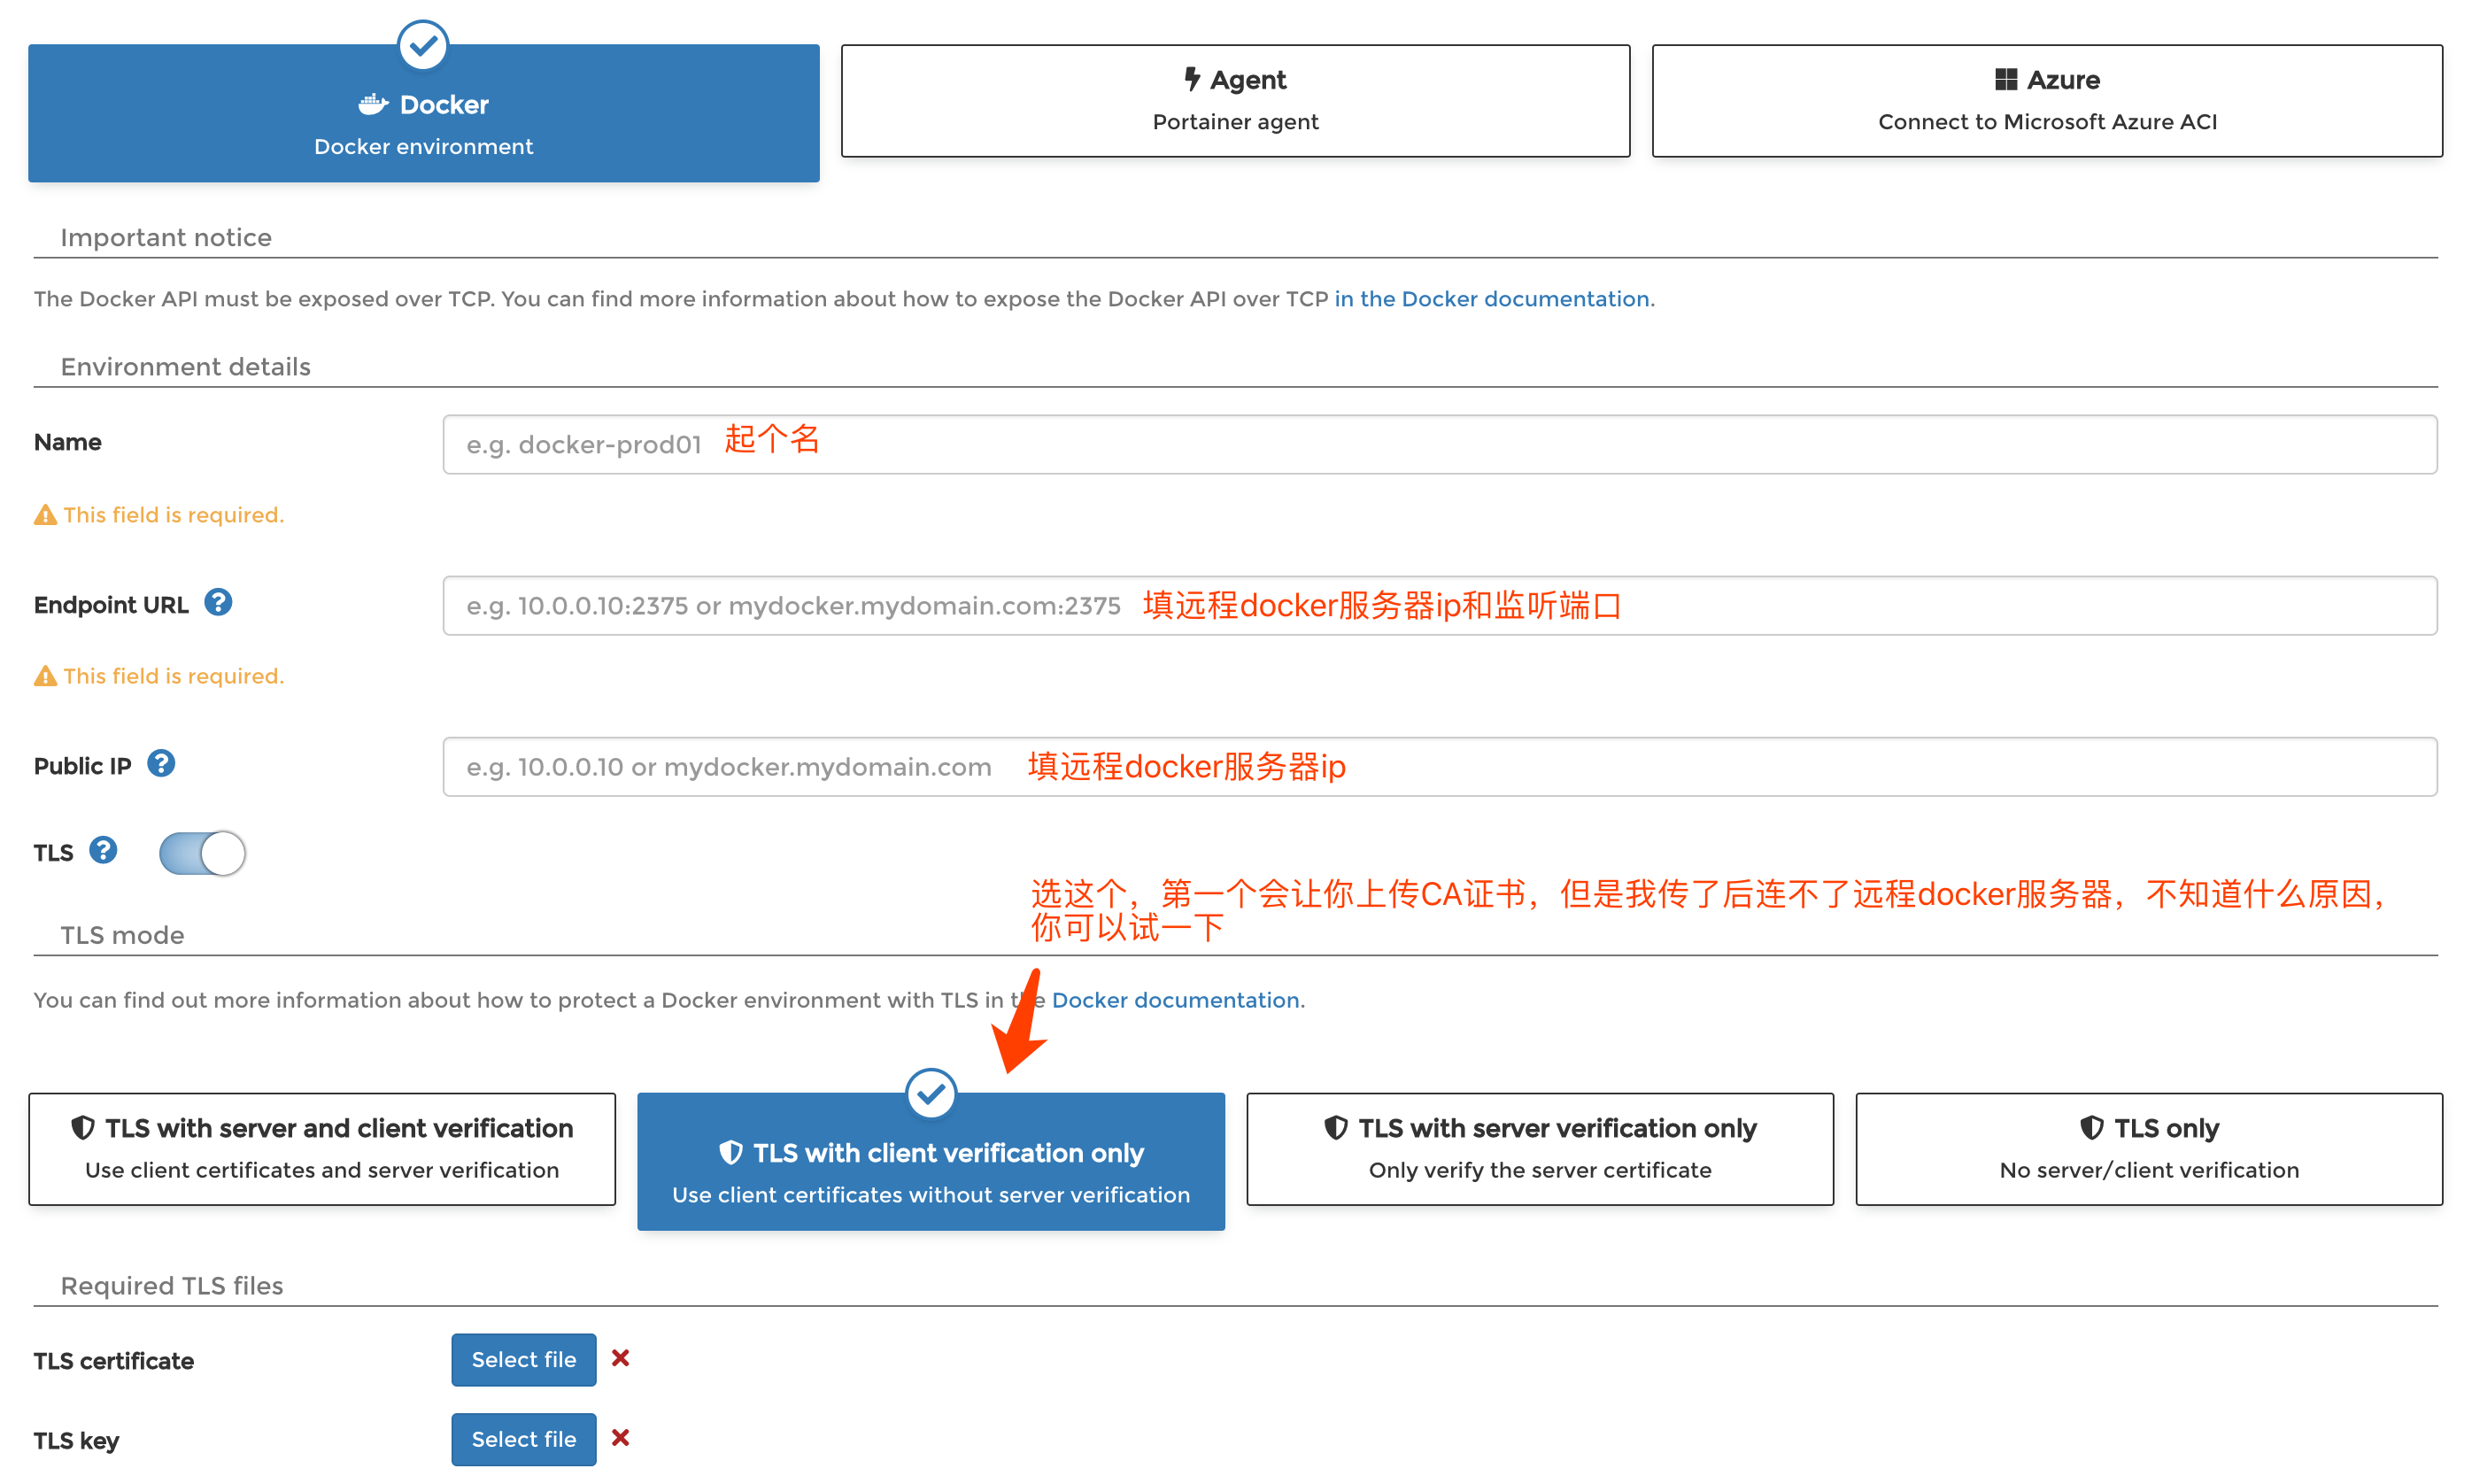 Docker
Docker environment
Agent
Portainer agent
Azure
Connect to Microsoft Azure ACI
Important notice
The Docker API must be exposed over TCP. You can find more information about how to expose the Docker API over TCP in the Docker documentation.
Environment details
Name
e.g. docker-prod01 起个名
This field is required.
Endpoint URL
e.g. 10.0.0.10:2375 or mydocker.mydomain.com:2375 填远程docker服务器ip和监听端口
This field is required.
Public IP
e.g. 10.0.0.10 or mydocker.mydomain.com 填远程docker服务器ip
TLS
选这个，第一个会让你上传CA证书，但是我传了后连不了远程docker服务器，不知道什么原因，
你可以试一下
TLS mode
You can find out more information about how to protect a Docker environment with TLS in the Docker documentation.
TLS with server and client verification
Use client certificates and server verification
TLS with client verification only
Use client certificates without server verification
TLS with server verification only
Only verify the server certificate
TLS only
No server/client verification
Required TLS files
TLS certificate
Select file
TLS key
Select file